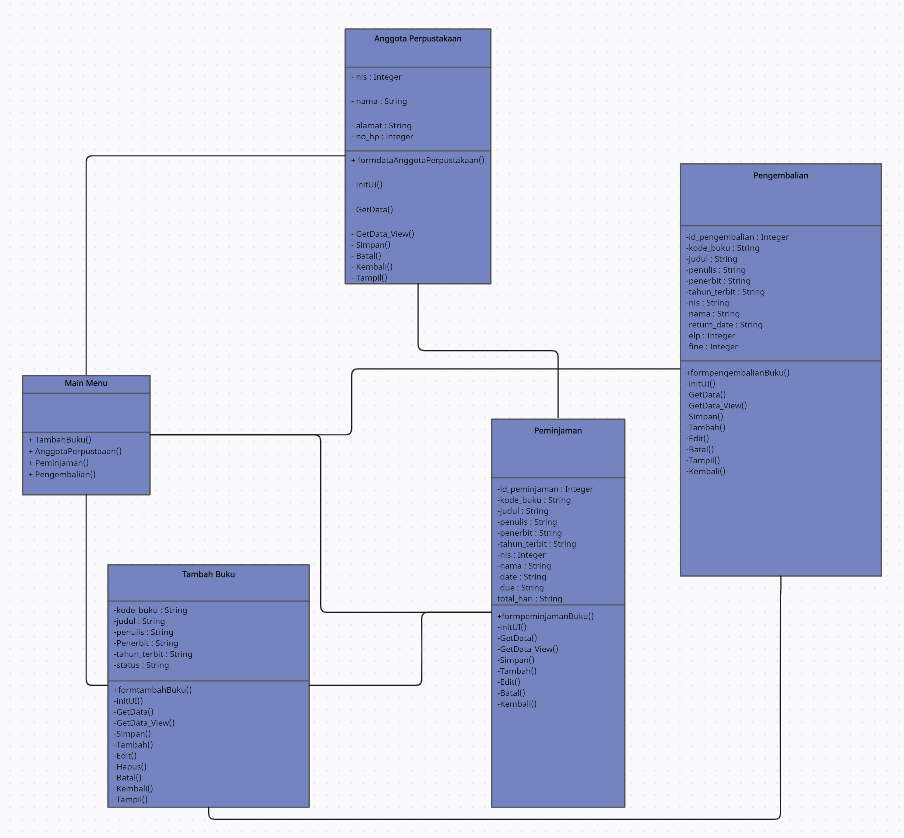 Anggota Perpustakaan
- nis : Integer
- nama : String
alamat : String
- no_hp : Integer
+ formdataAnggotaPerpustakaan()
initUI()
GetData()
- GetData_View()
- Simpan()
- Batal()
- Kembali()
- Tampil()
Pengembalian
-id_pengembalian : Integer
-kode_buku : String
-judul : String
-penulis : String
-penerbit : String
-tahun_terbit : String
-nis : String
nama : String
return_date : String
elp : Integer
fine : Integer
+formpengembalianBuku()
-initUI()
GetData()
GetData_View()
Simpan()
-Tambah()
-Edit()
-Batal()
-Tampil()
-Kembali()
Main Menu
+ TambahBuku()
+ AnggotaPerpustaaan()
+ Peminjaman()
+ Pengembalian()
Peminjaman
-id_peminjaman : Integer
-kode_buku : String
-judul : String
-penulis : String
-penerbit : String
-tahun_terbit : String
-nis : Integer
-nama : String
-date : String
-due : String
total_hari : String
+formpeminjamanBuku()
-initUI()
-GetData()
-GetData_View()
-Simpan()
-Tambah()
-Edit()
-Batal()
-Kembali()
Tambah Buku
-kode_buku : String
-judul : String
-penulis : String
-Penerbit : String
-tahun_terbit : String
-status : String
+formtambahBuku()
-initUI()
-GetData()
-GetData_View()
-Simpan()
-Tambah()
-Edit()
-Hapus()
-Batal()
-Kembali()
-Tampil()